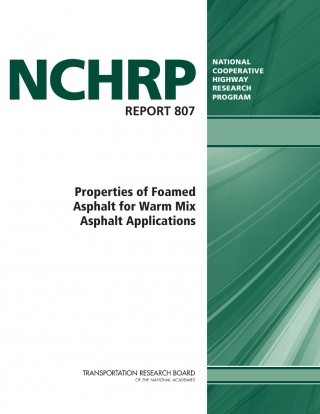 NCHRP
REPORT 807
NATIONAL
COOPERATIVE
HIGHWAY
RESEARCH
PROGRAM
Properties of Foamed
Asphalt for Warm Mix
Asphalt Applications
TRANSPORTATION RESEARCH BOARD
OF THE NATIONAL ACADEMIES